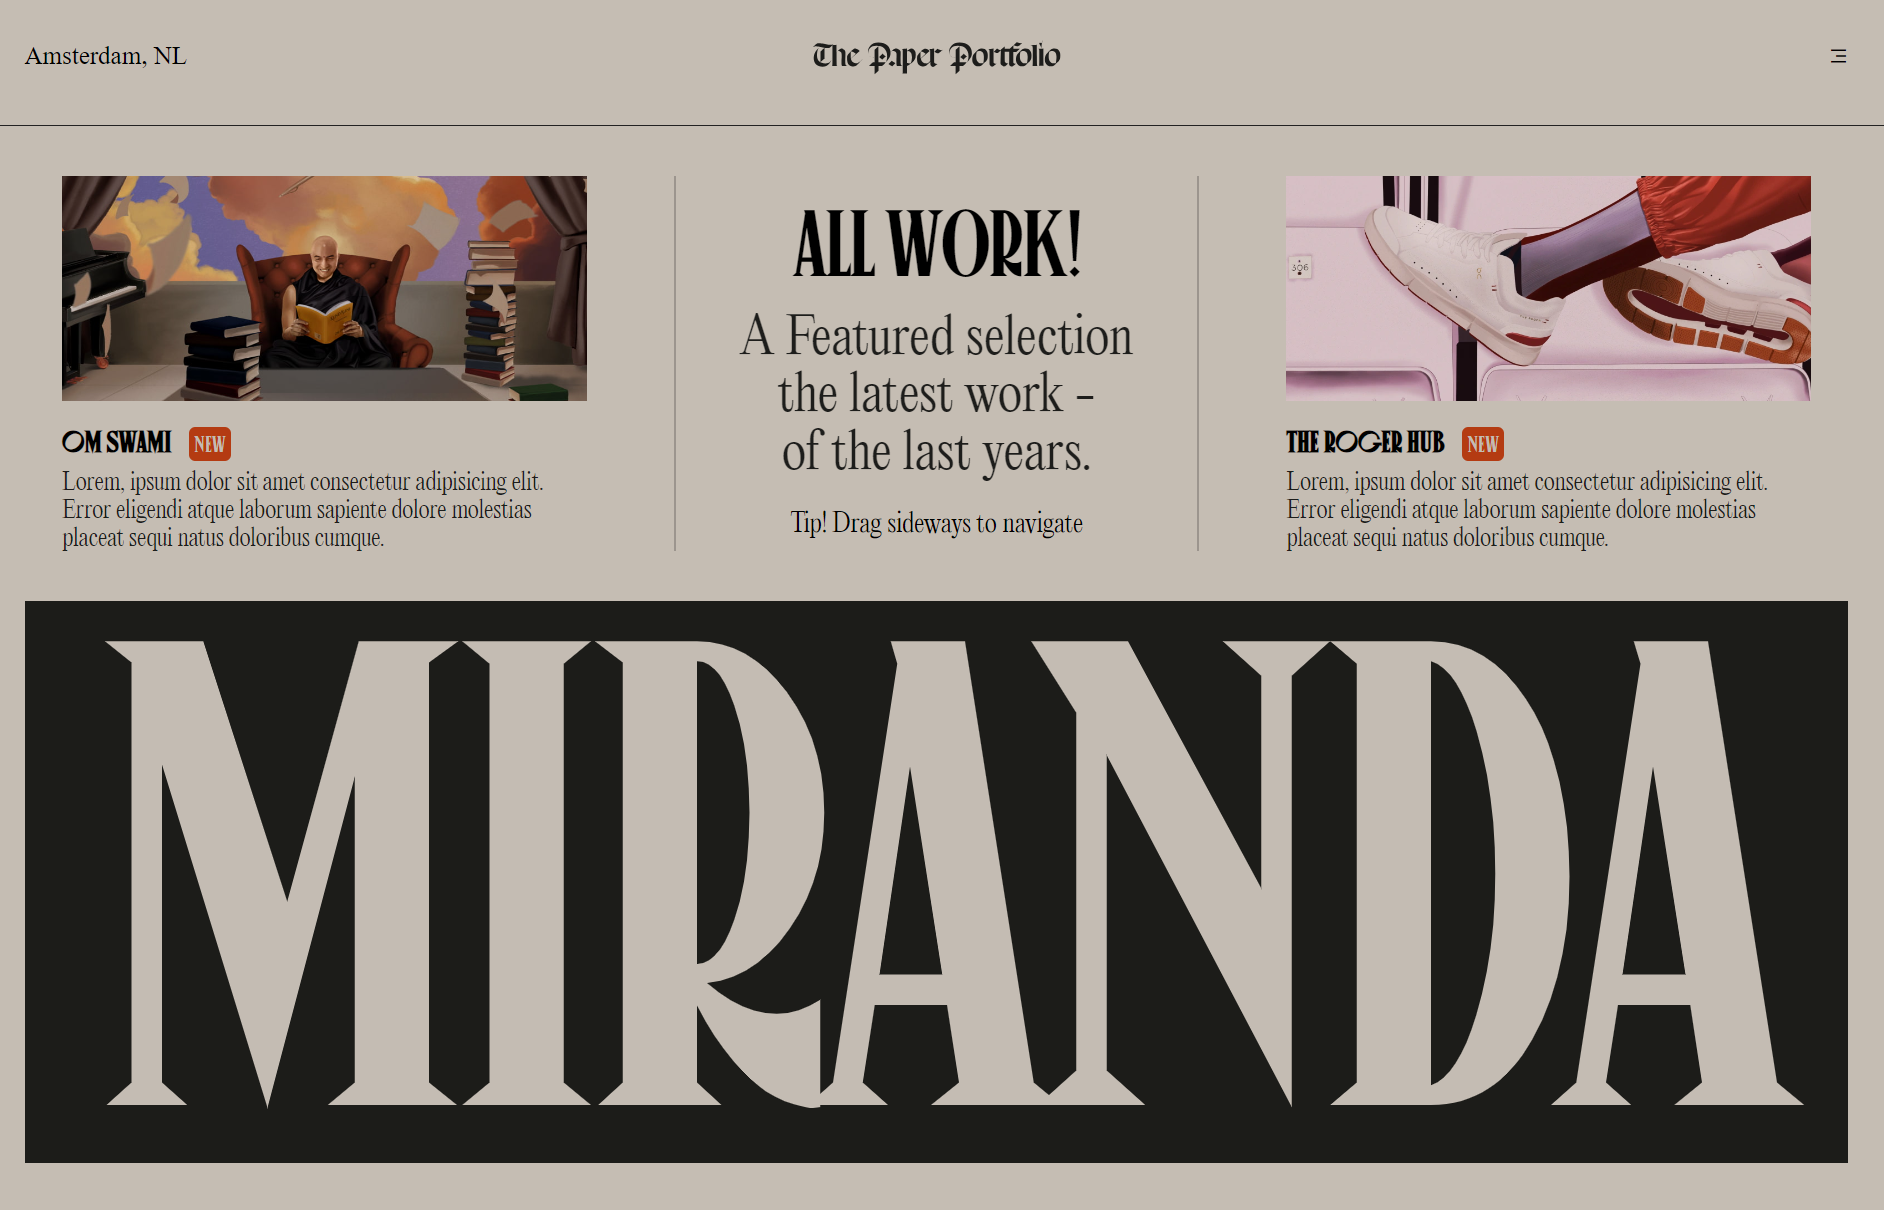 Amsterdam, NL
The Paper Portfolio
ALL WORK!
A Featured selection
the latest work -
of the last years.
Tip! Drag sideways to navigate
OM SWAMI NEW
Lorem, ipsum dolor sit amet consectetur adipisicing elit.
Error eligendi atque laborum sapiente dolore molestias
placeat sequi natus doloribus cumque.
306
THE ROGER HUB NEW
Lorem, ipsum dolor sit amet consectetur adipisicing elit.
Error eligendi atque laborum sapiente dolore molestias
placeat sequi natus doloribus cumque.
MIRANDA